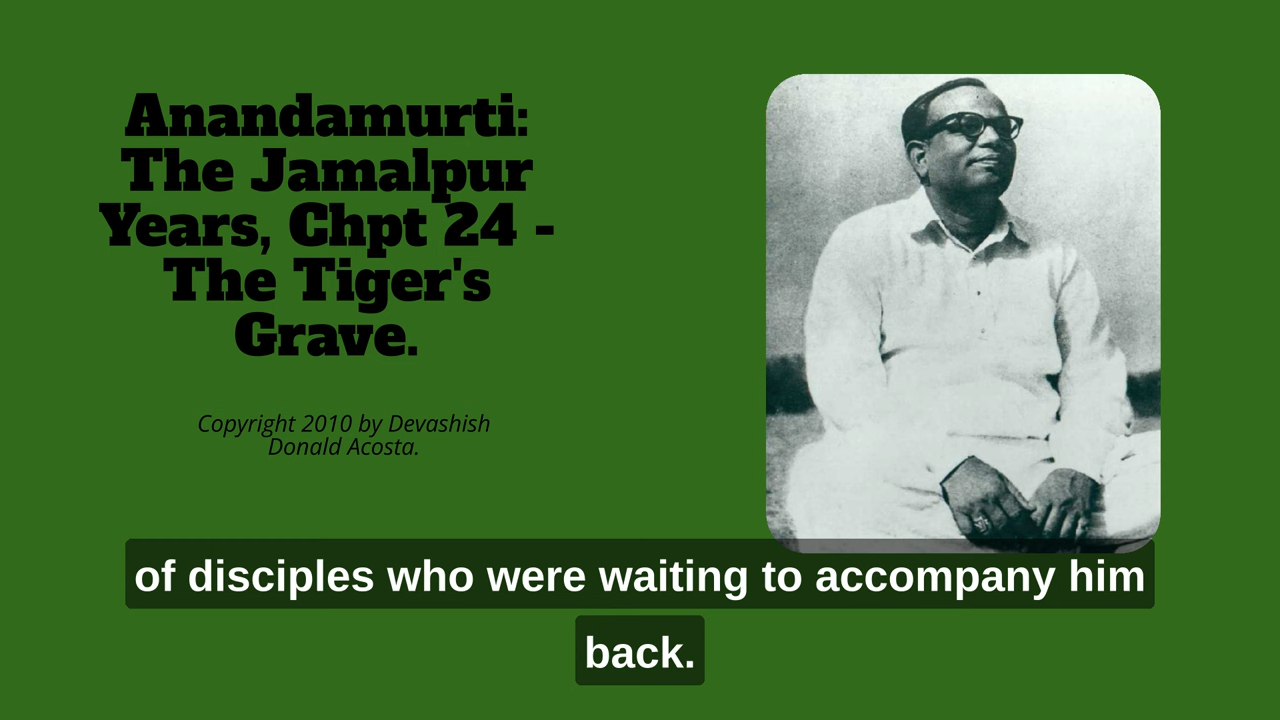 Anandamurti:
The Jamalpur
Years, Chpt 24 -
The Tiger's
Grave.
Copyright 2010 by Devashish
Donald Acosta.
of disciples who were waiting to accompany him
back.